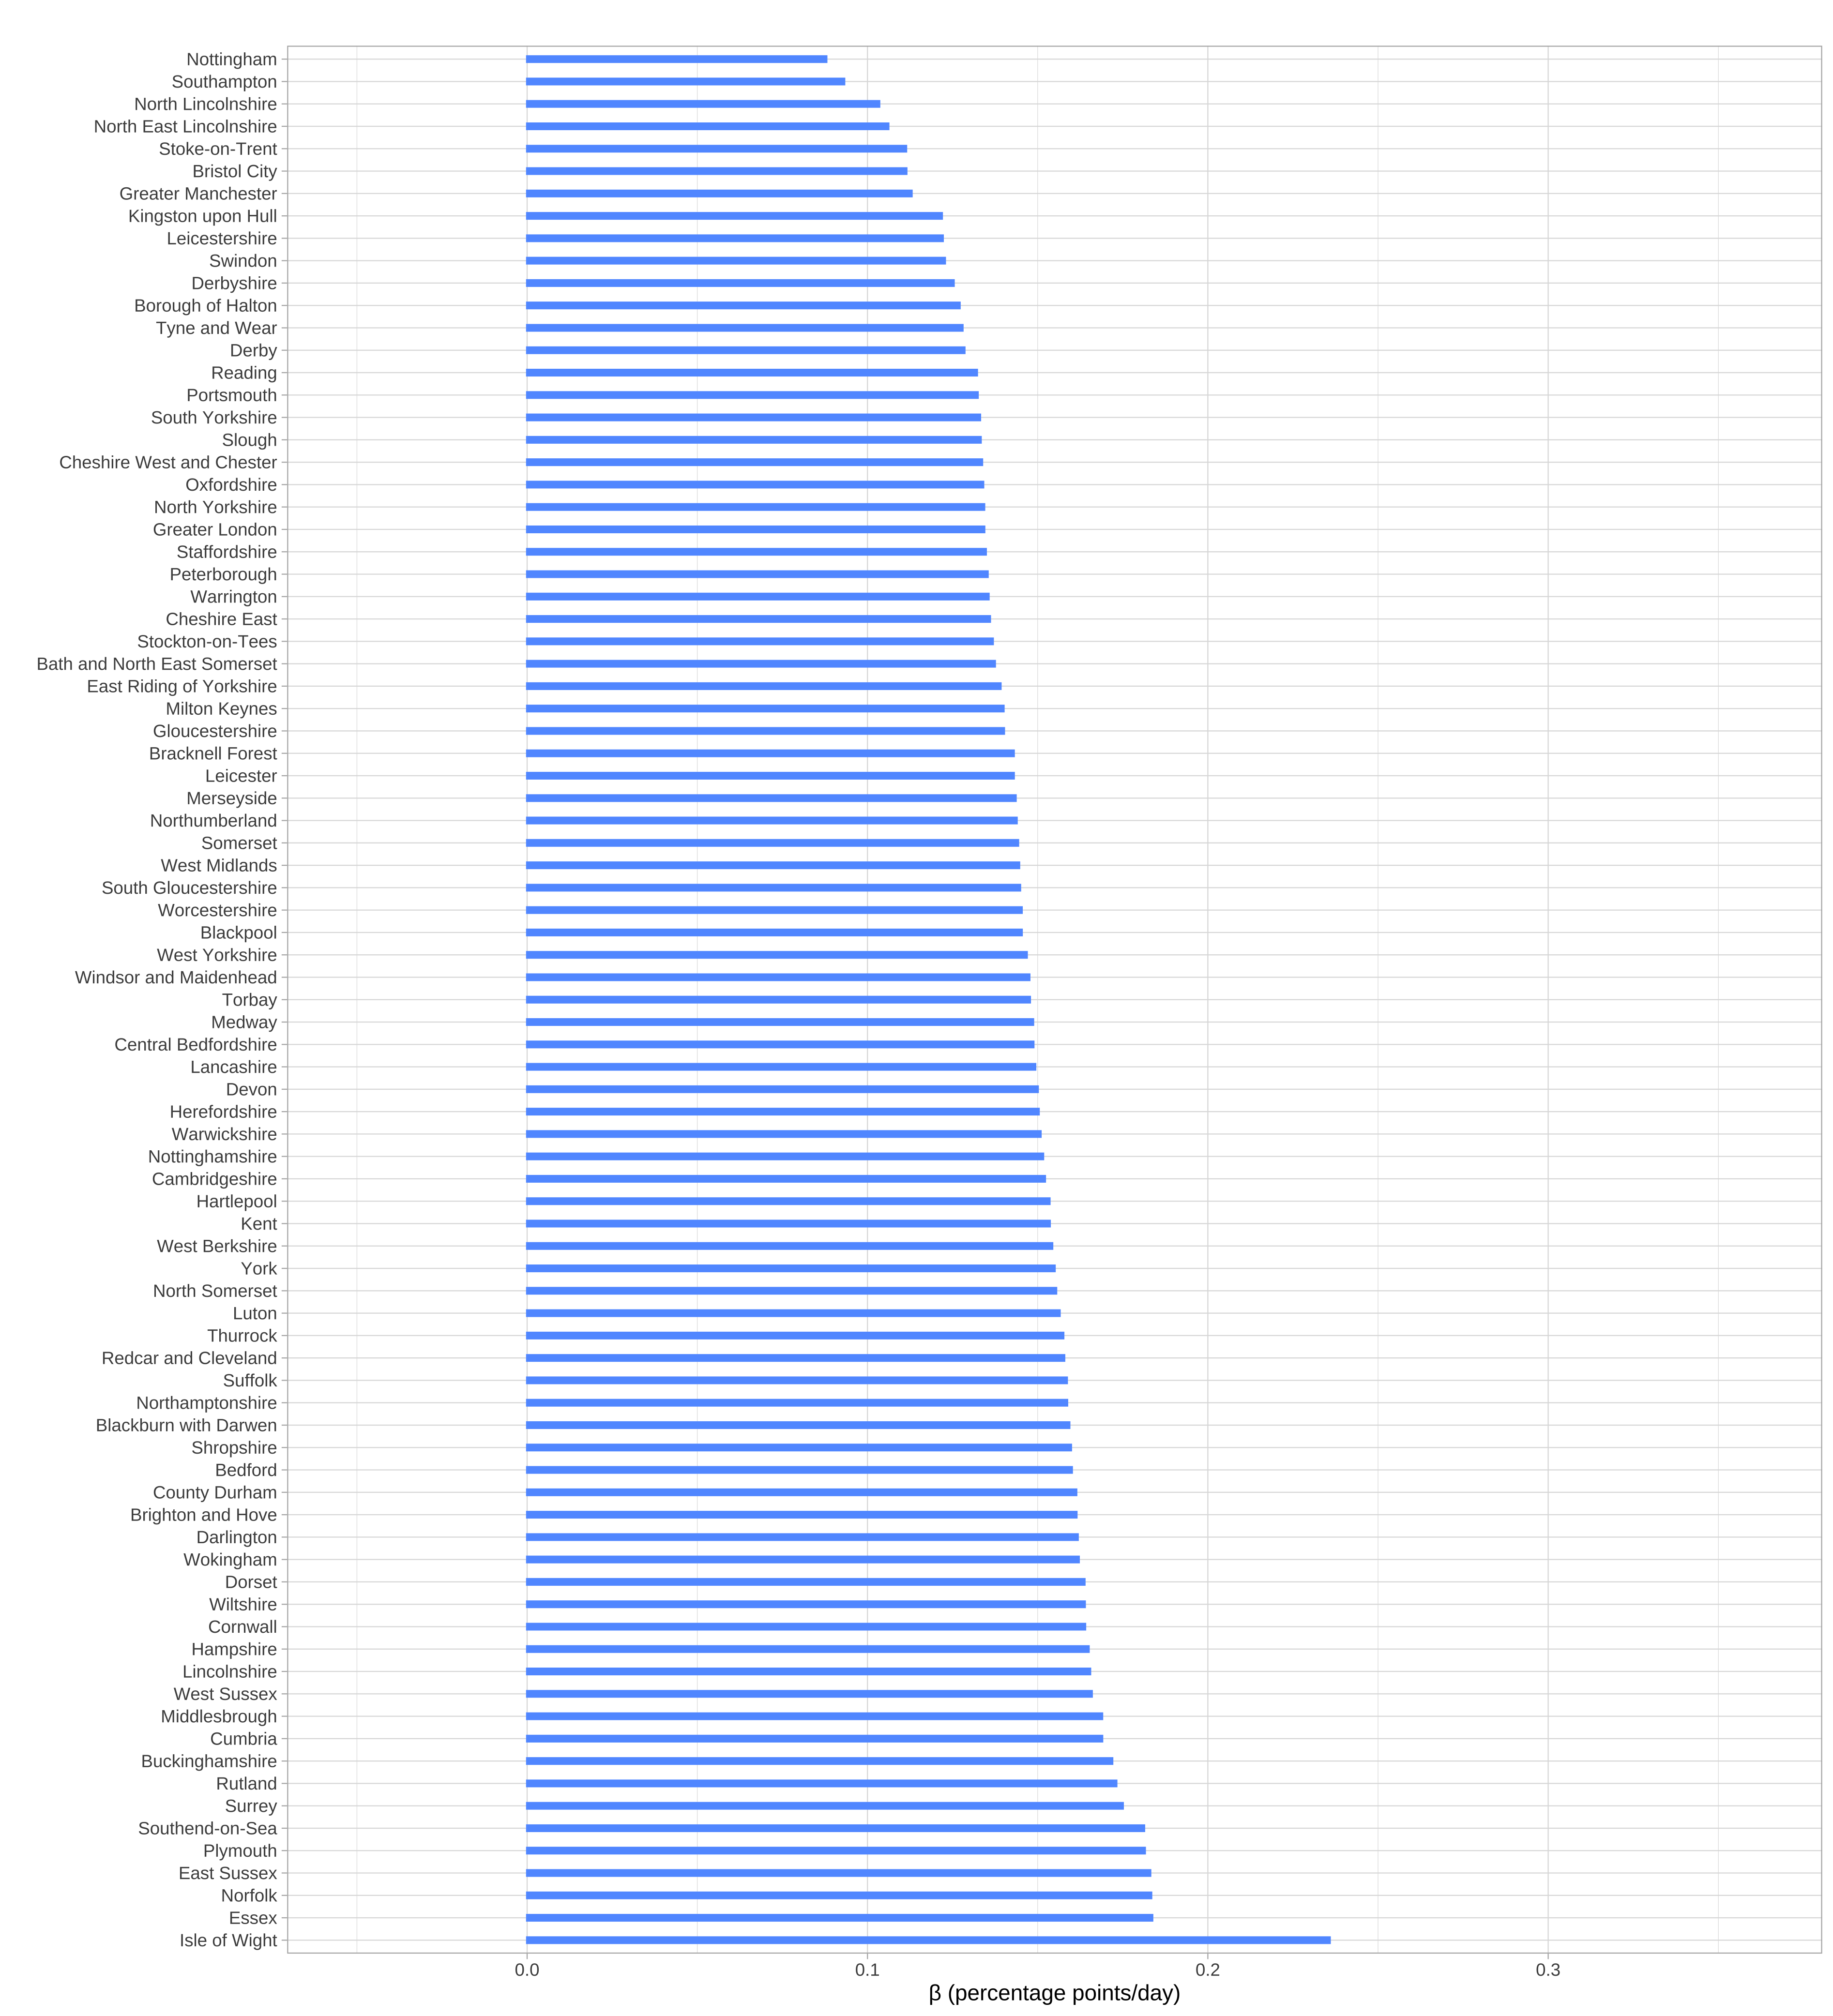 Nottingham
Southampton
North Lincolnshire
North East Lincolnshire
Stoke-on-Trent
Bristol City
Greater Manchester
Kingston upon Hull
Leicestershire
Swindon
Derbyshire
Borough of Halton
Tyne and Wear
Derby
Reading
Portsmouth
South Yorkshire
Slough
Cheshire West and Chester
Oxfordshire
North Yorkshire
Greater London
Staffordshire
Peterborough
Warrington
Cheshire East
Stockton-on-Tees
Bath and North East Somerset
East Riding of Yorkshire
Milton Keynes
Gloucestershire
Bracknell Forest
Leicester
Merseyside
Northumberland
Somerset
West Midlands
South Gloucestershire
Worcestershire
Blackpool
West Yorkshire
Windsor and Maidenhead
Torbay
Medway
Central Bedfordshire
Lancashire
Devon
Herefordshire
Warwickshire
Nottinghamshire
Cambridgeshire
Hartlepool
Kent
West Berkshire
York
North Somerset
Luton
Thurrock
Redcar and Cleveland
Suffolk
Northamptonshire
Blackburn with Darwen
Shropshire
Bedford
County Durham
Brighton and Hove
Darlington
Wokingham
Dorset
Wiltshire
Cornwall
Hampshire
Lincolnshire
West Sussex
Middlesbrough
Cumbria
Buckinghamshire
Rutland
Surrey
Southend-on-Sea
Plymouth
East Sussex
Norfolk
Essex
Isle of Wight
0.0 0.1 0.2 0.3
β (percentage points/day)